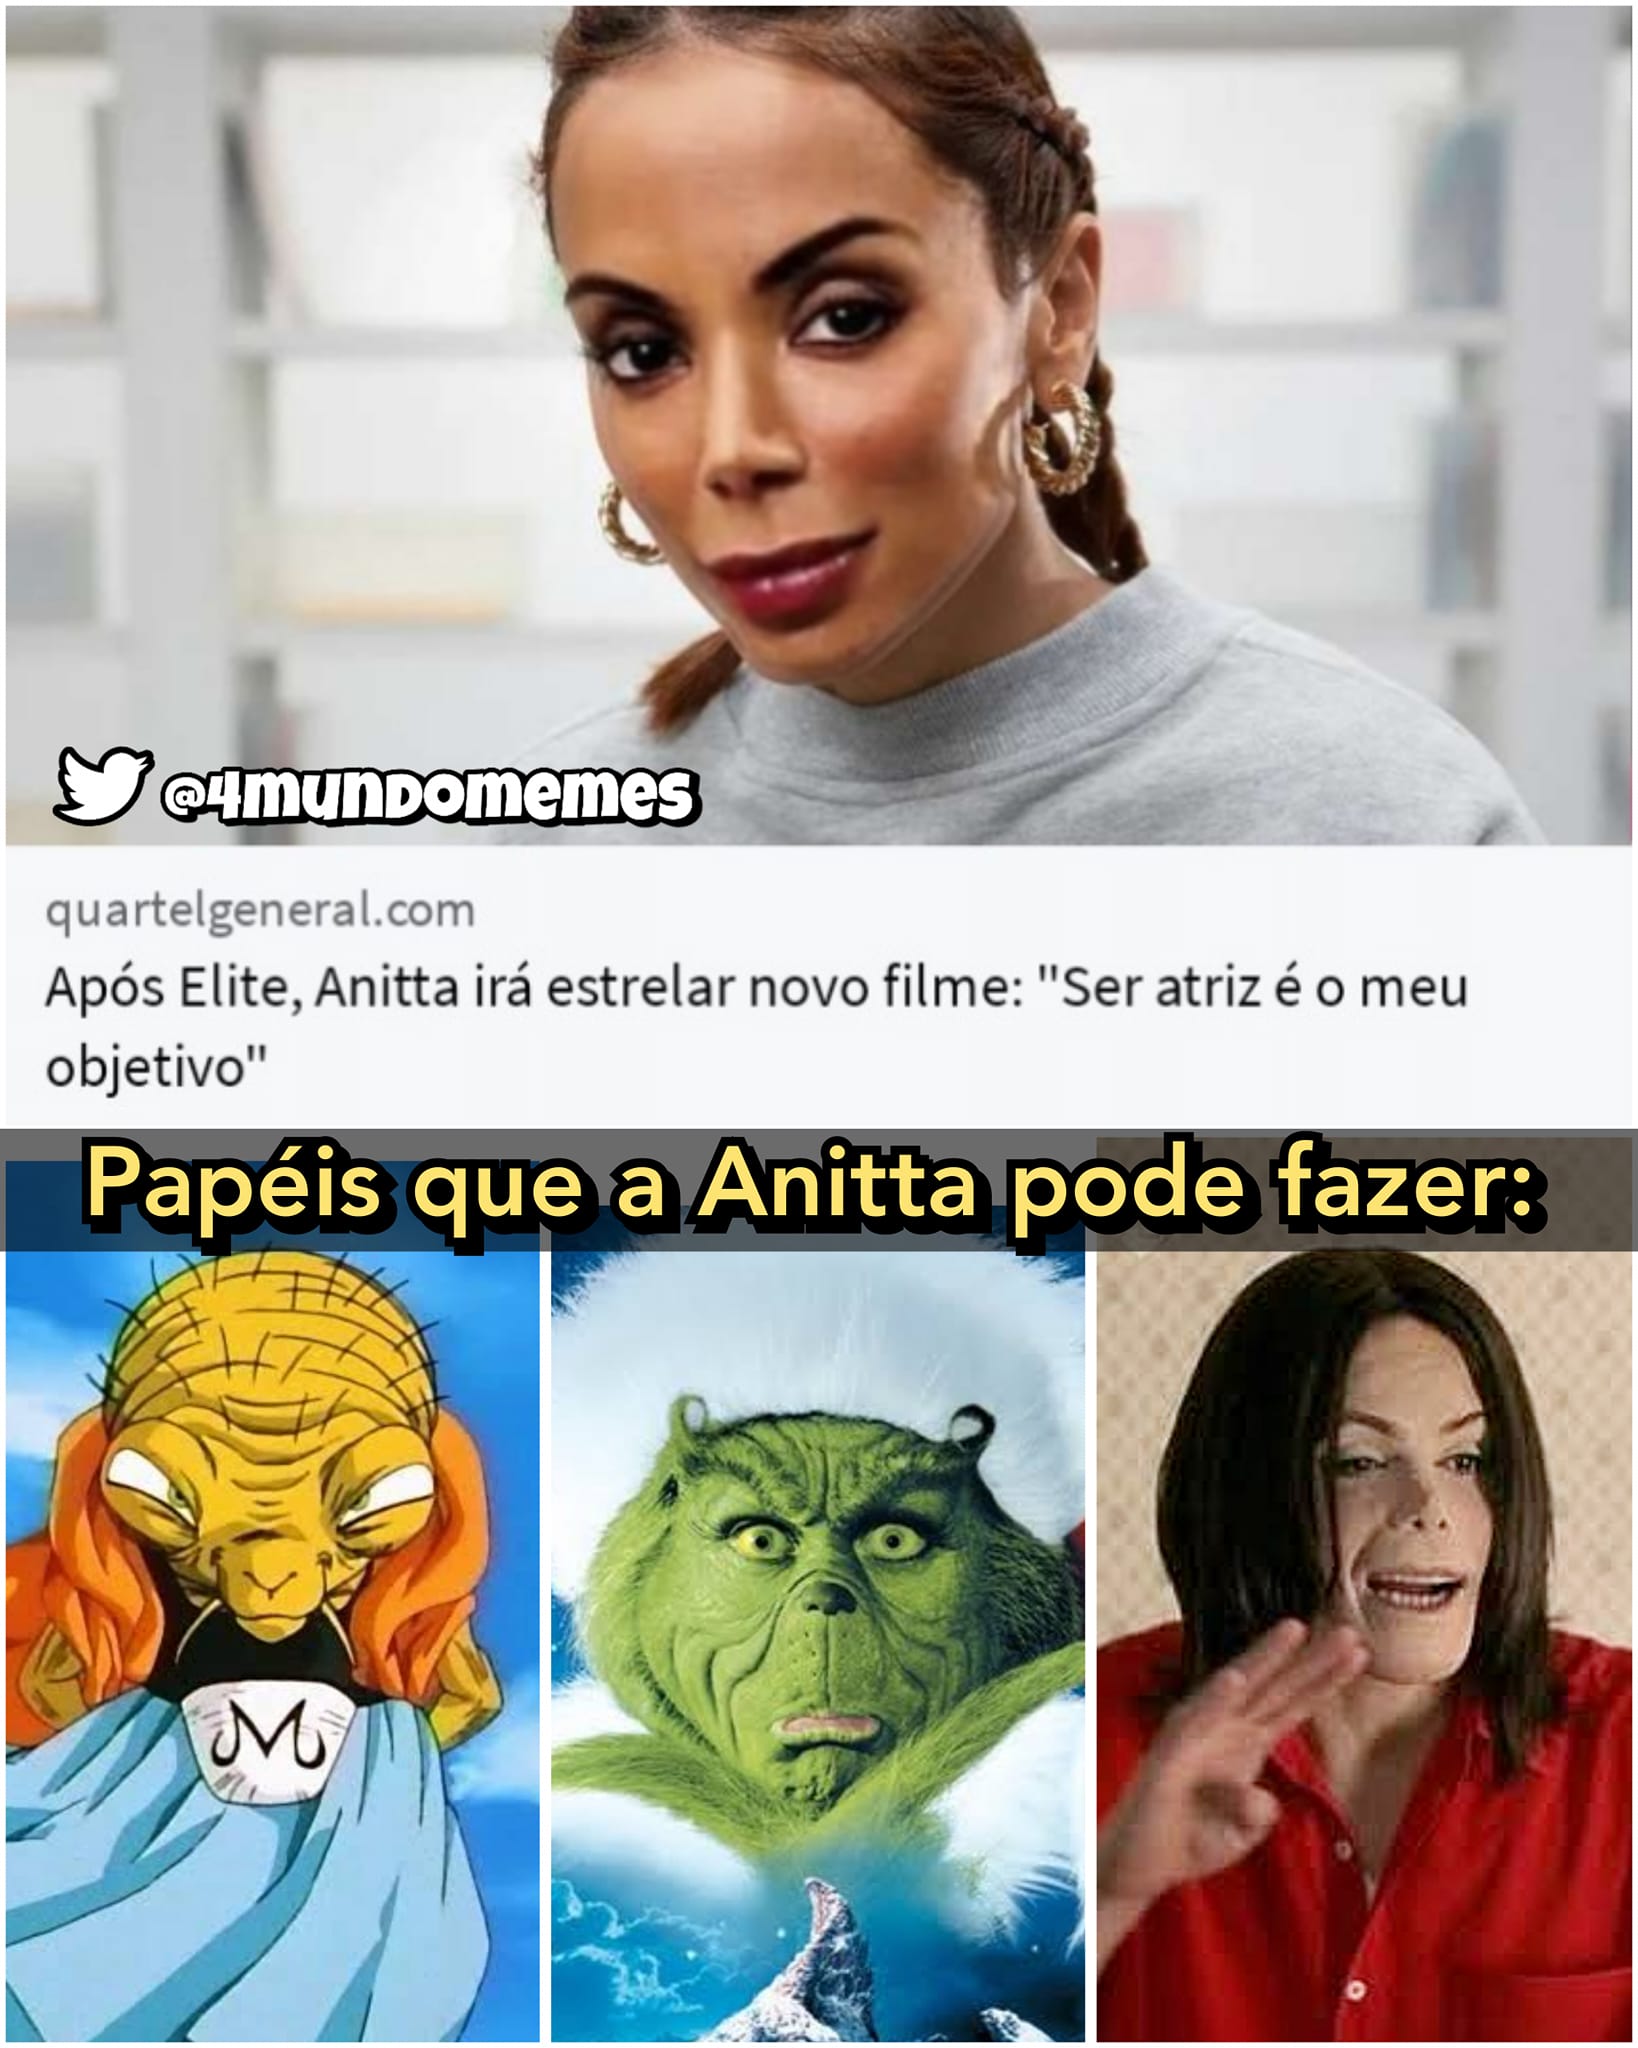 @4mundomemes
quartelgeneral.com
Após Elite, Anitta irá estrelar novo filme: "Ser atriz é o meu
objetivo"
Papéis que a Anitta pode fazer:
M